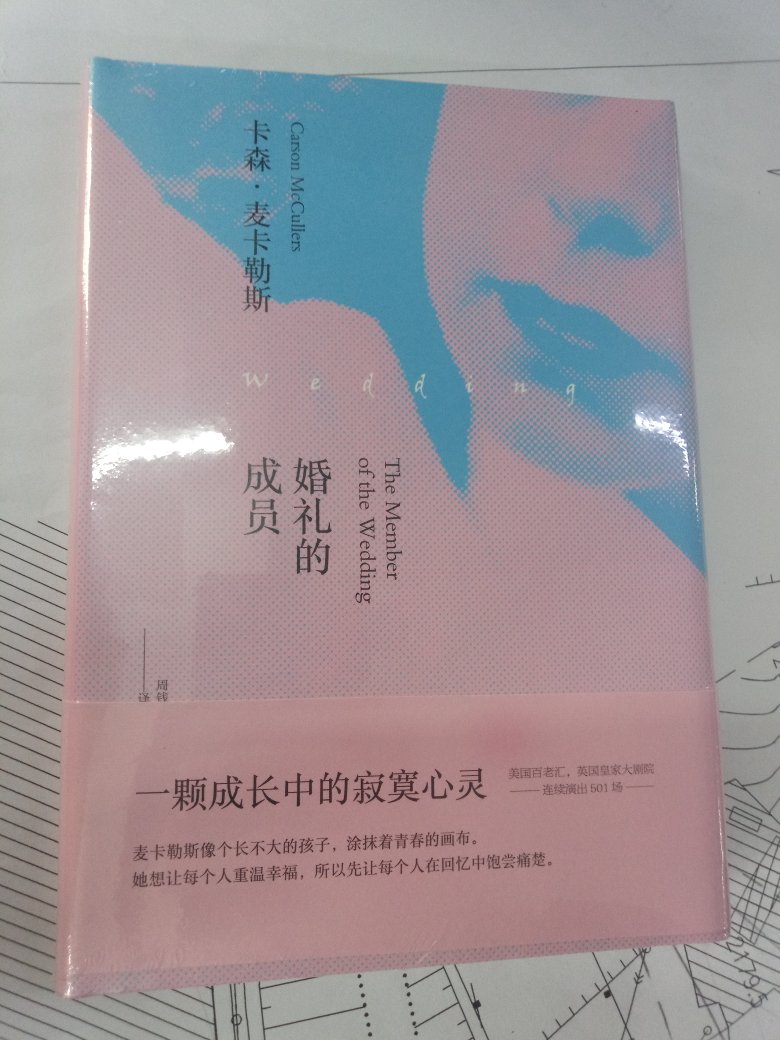 卡森·麦卡勒斯
Carson McCullers
Wedding
The Member
of the Wedding
婚礼的
成员
周钱
译
一颗成长中的寂寞心灵
美国百老汇，英国皇家大剧院
连续演出501场
麦卡勒斯像个长不大的孩子，涂抹着青春的画布。
她想让每个人重温幸福，所以先让每个人在回忆中饱尝痛楚。
21795